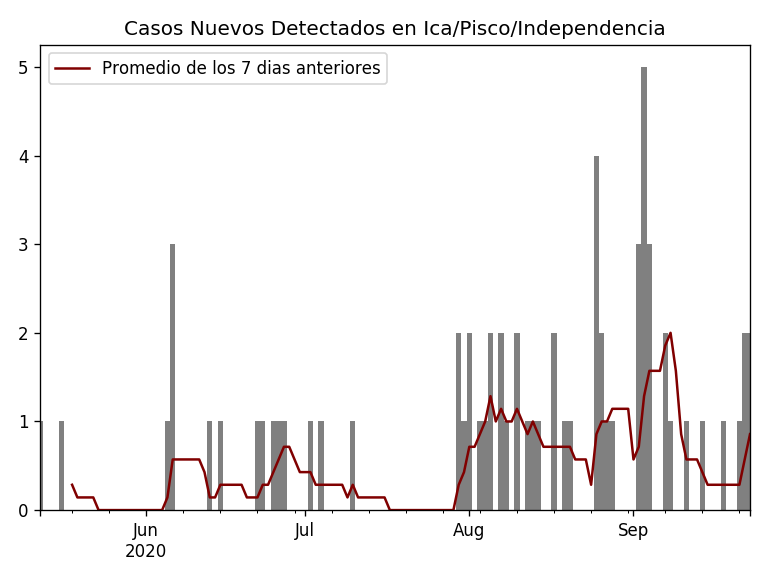 Casos Nuevos Detectados en Ica/Pisco/Independencia
Promedio de los 7 dias anteriores
5
4
3
2
1
0
Jun Jul Aug Sep
2020